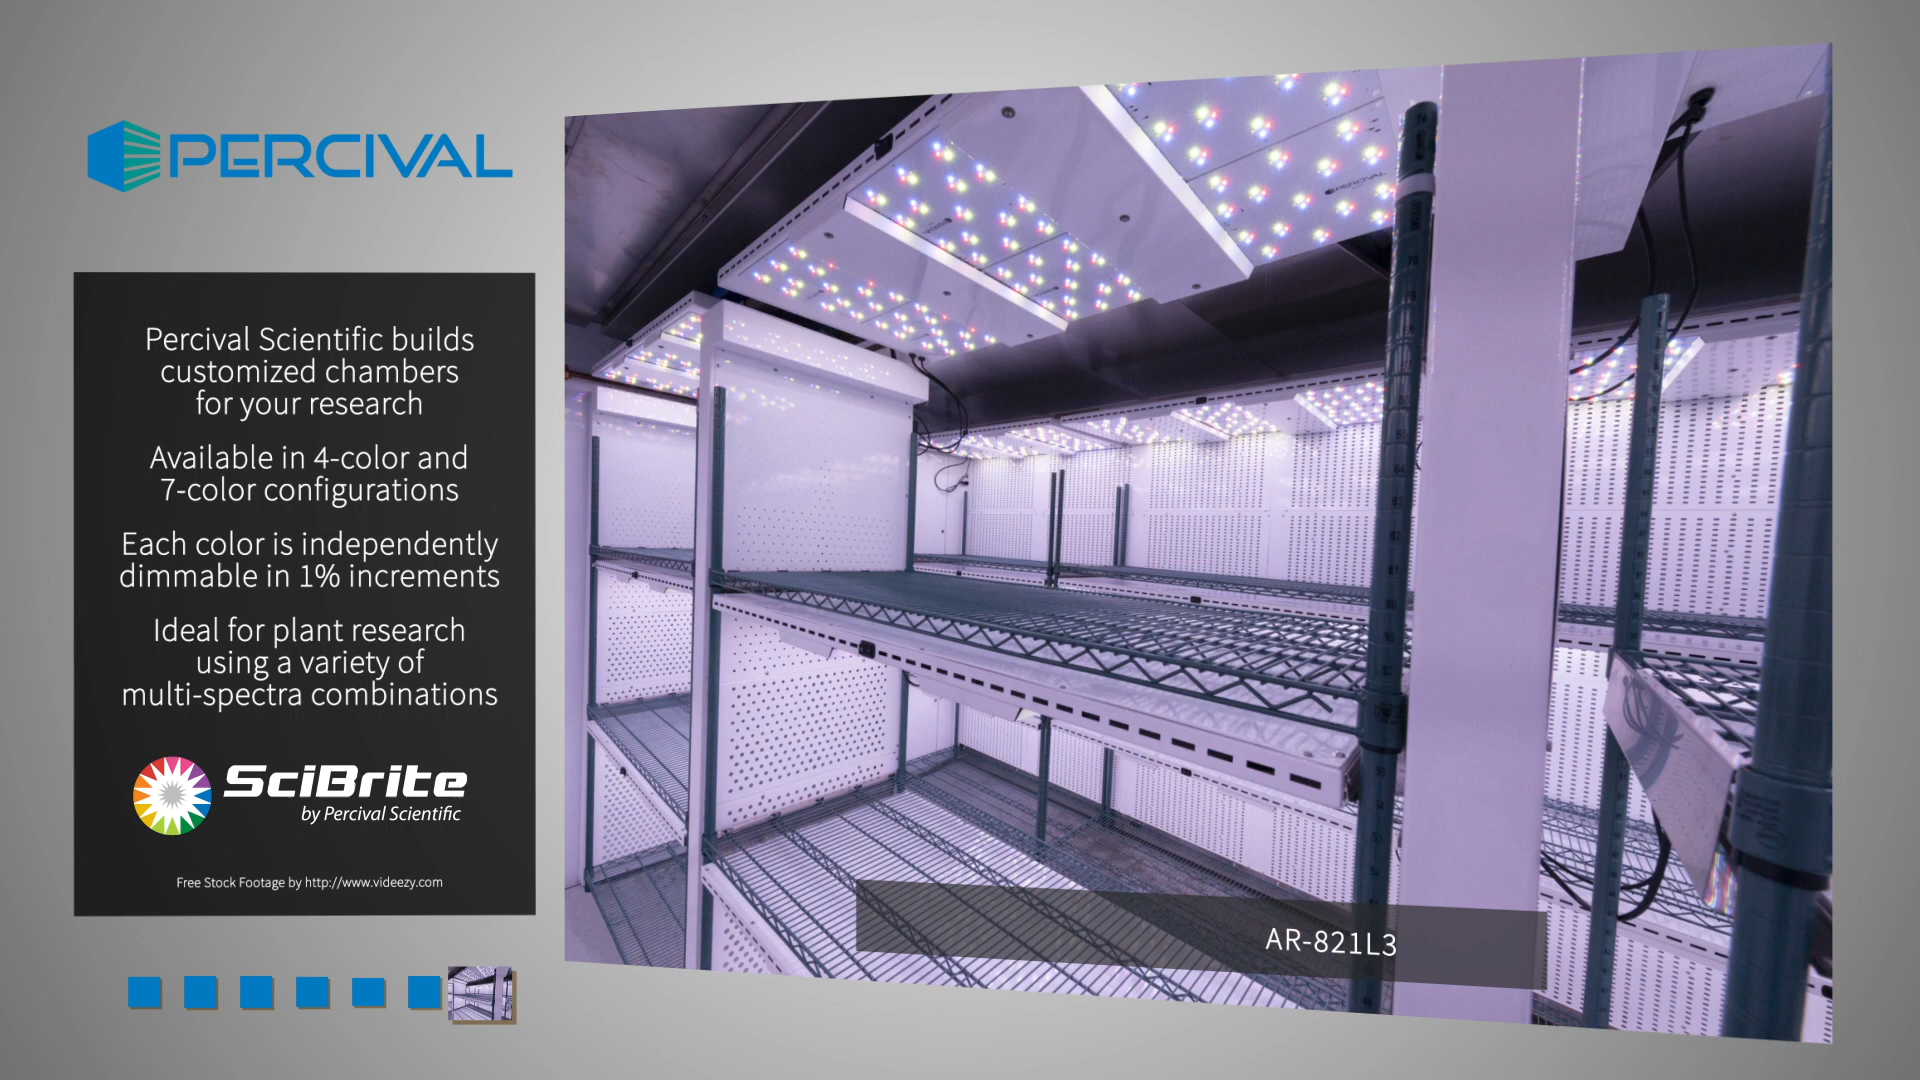 PERCIVAL
Percival Scientific builds
customized chambers
for your research
Available in 4-color and
7-color configurations
Each color is independently
dimmable in 1% increments
Ideal for plant research
using a variety of
multi-spectra combinations
SciBrite
by Percival Scientific
Free Stock Footage by http://www.videezy.com
PERCIVAL
AR-821L3